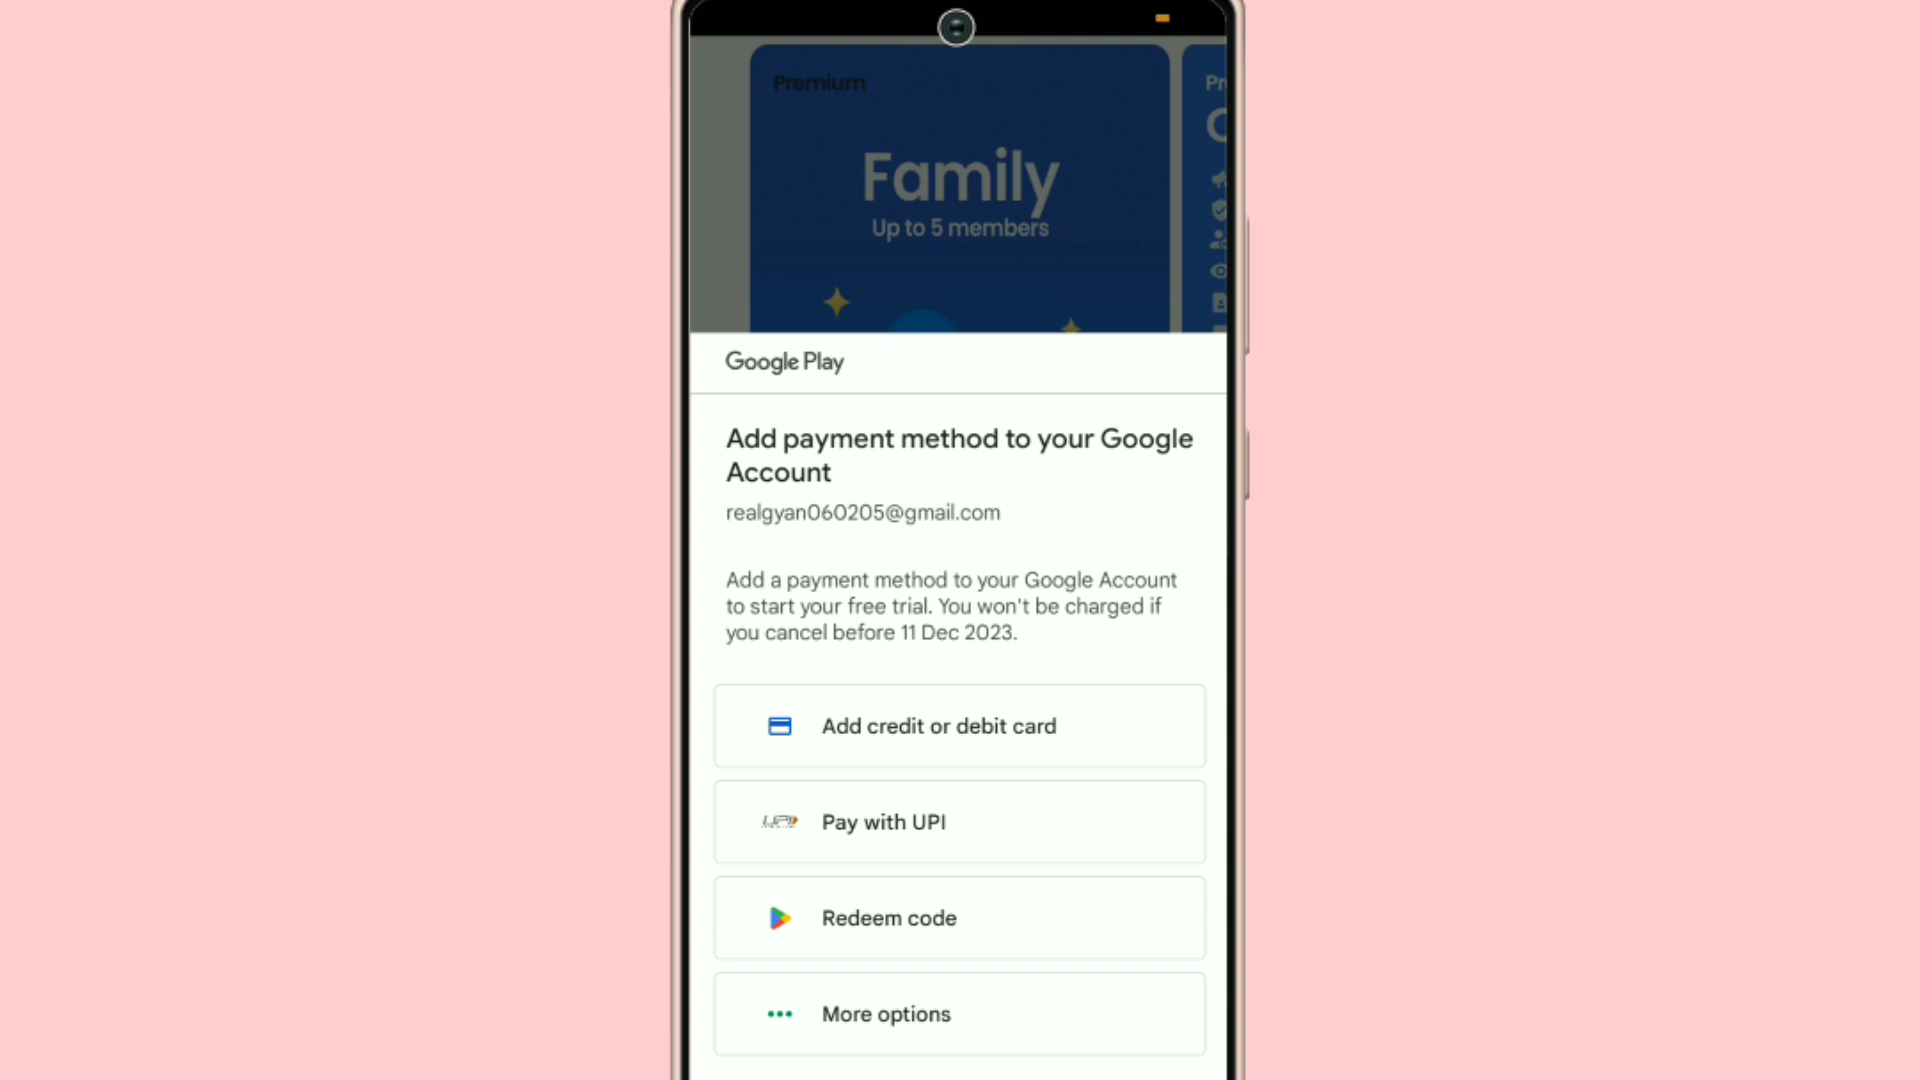 Premium
Family
Up to 5 members
Google Play
Add payment method to your Google
Account
realgyan060205@gmail.com
Add a payment method to your Google Account
to start your free trial. You won't be charged if
you cancel before 11 Dec 2023.
Add credit or debit card
UPI Pay with UPI
Redeem code
More options